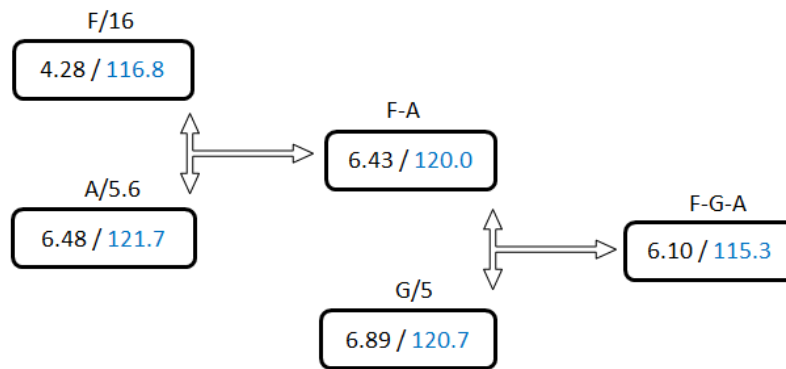 F/16
4.28 / 116.8
A/5.6
6.48 / 121.7
F-A
6.43 / 120.0
G/5
6.89 / 120.7
F-G-A
6.10 / 115.3